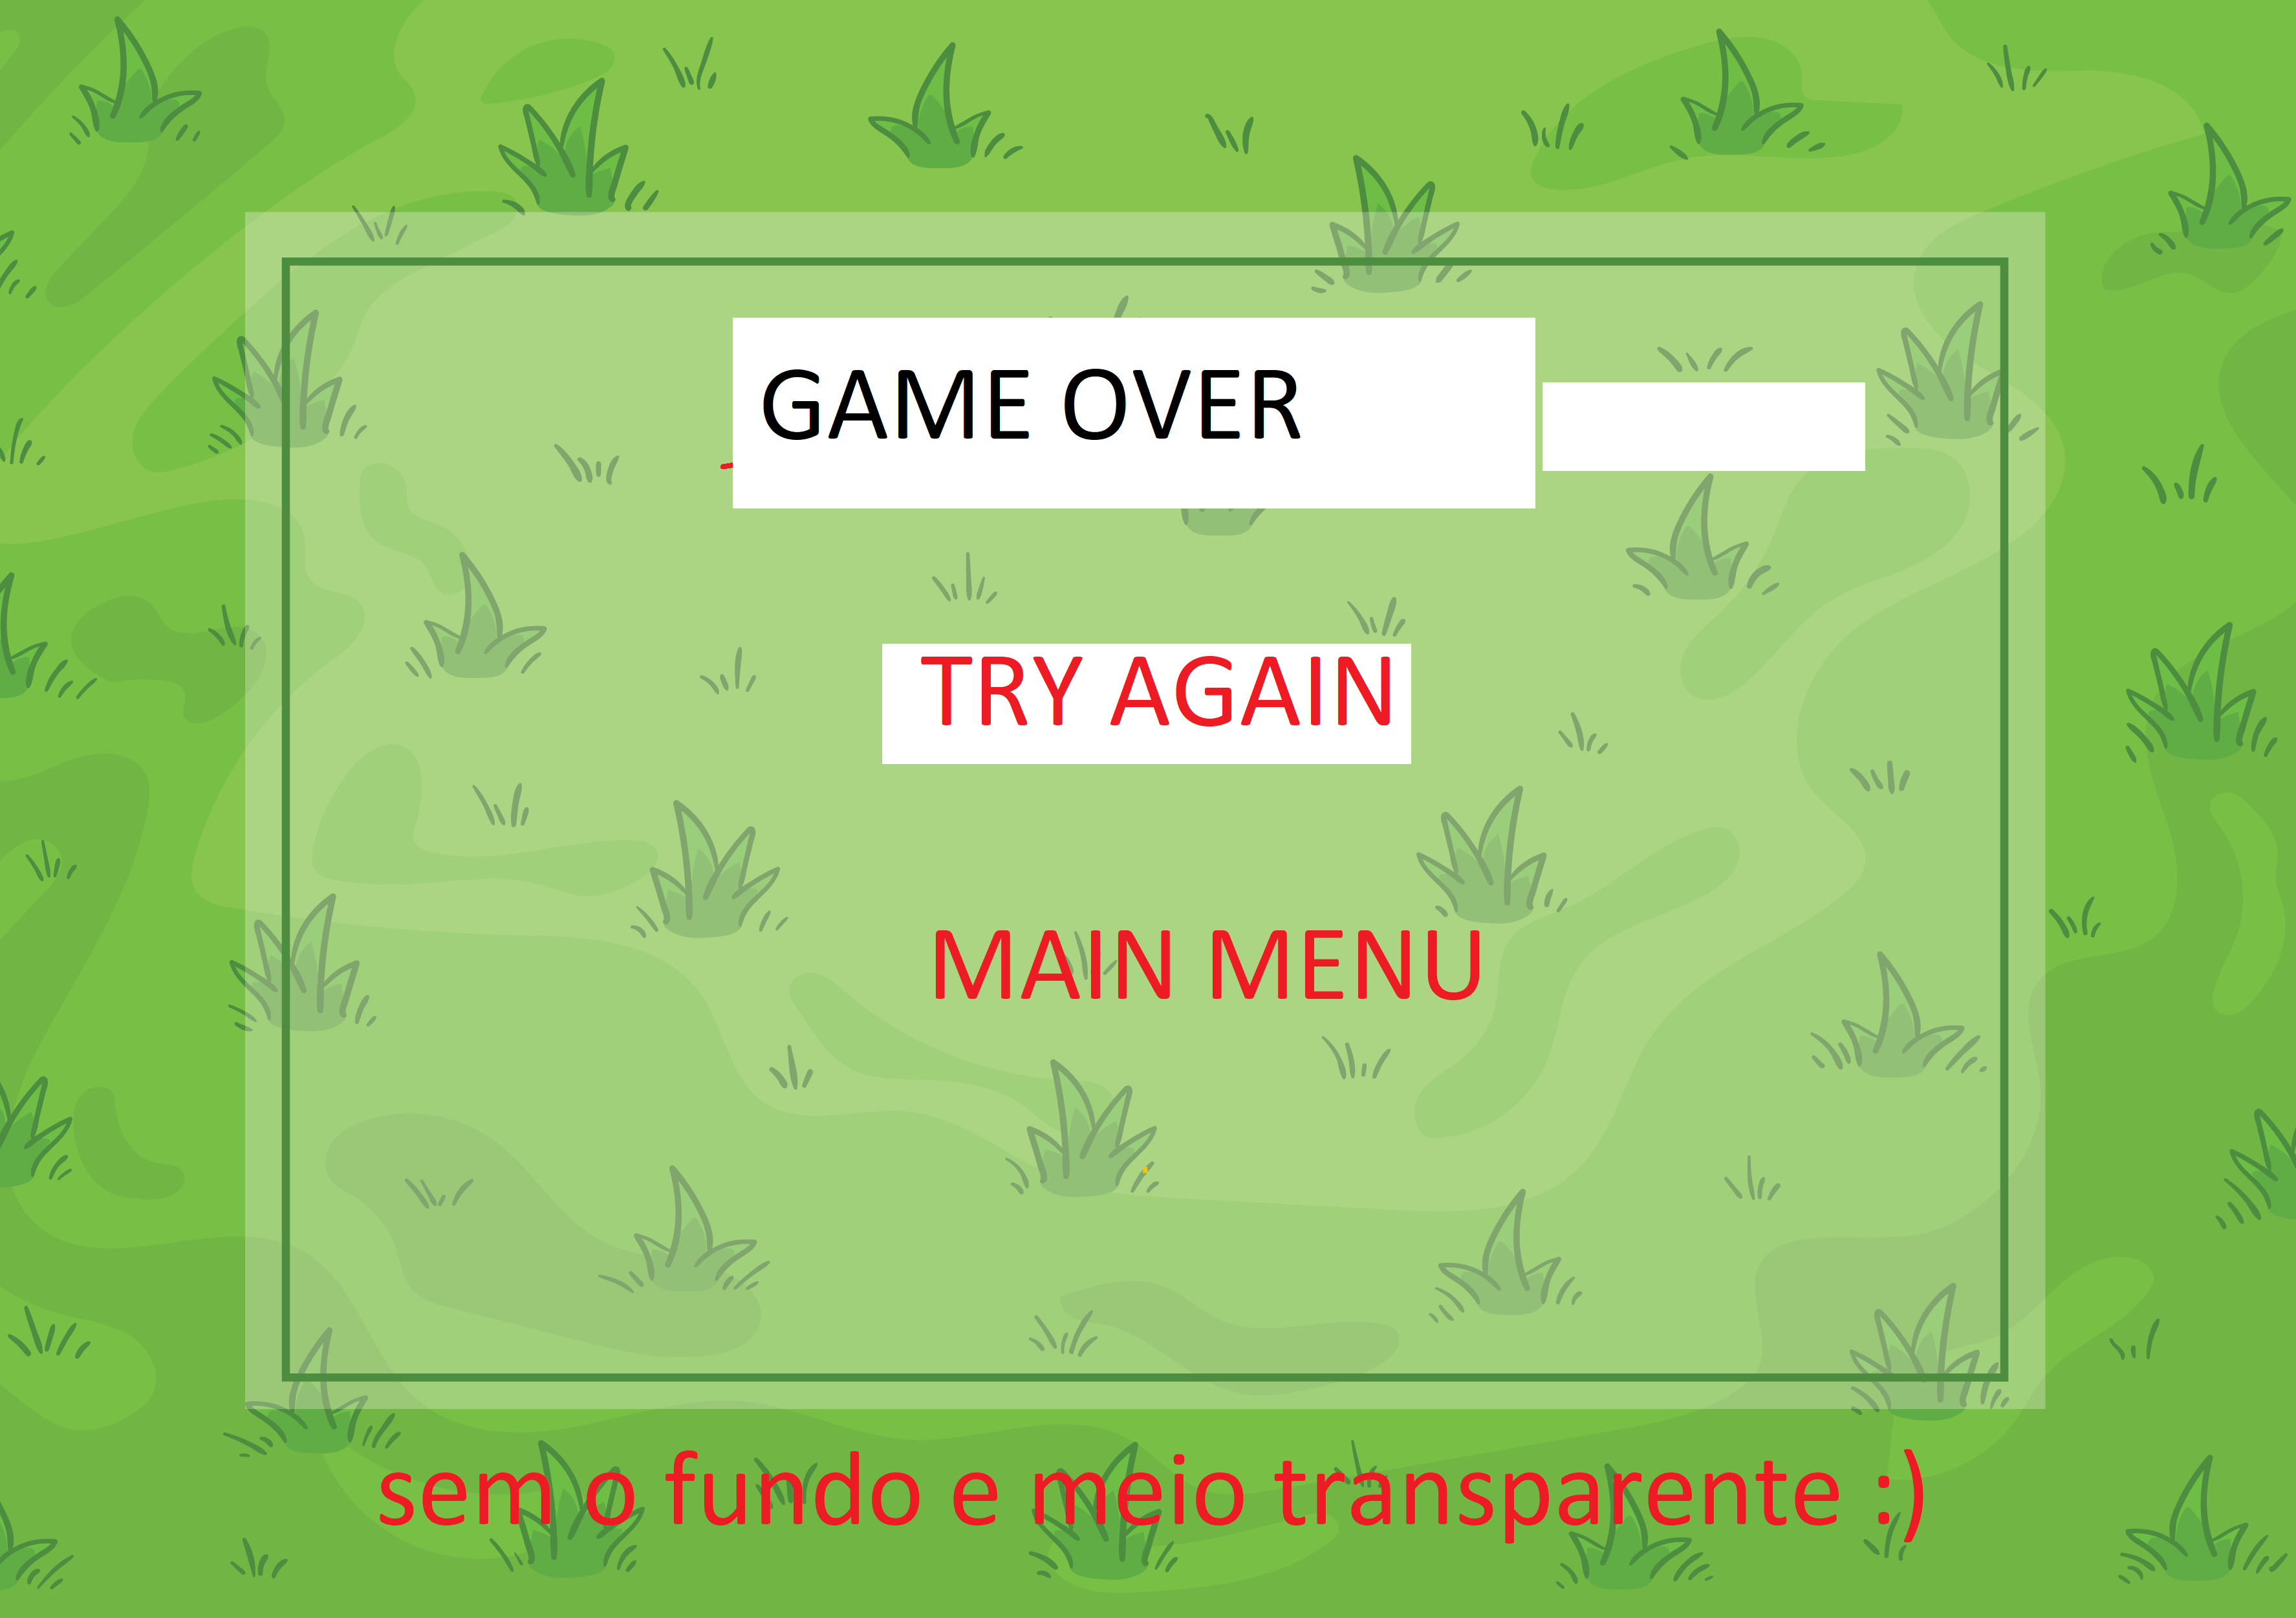 GAME OVER
TRY AGAIN
MAIN MENU
sem o fundo e meio transparente :)